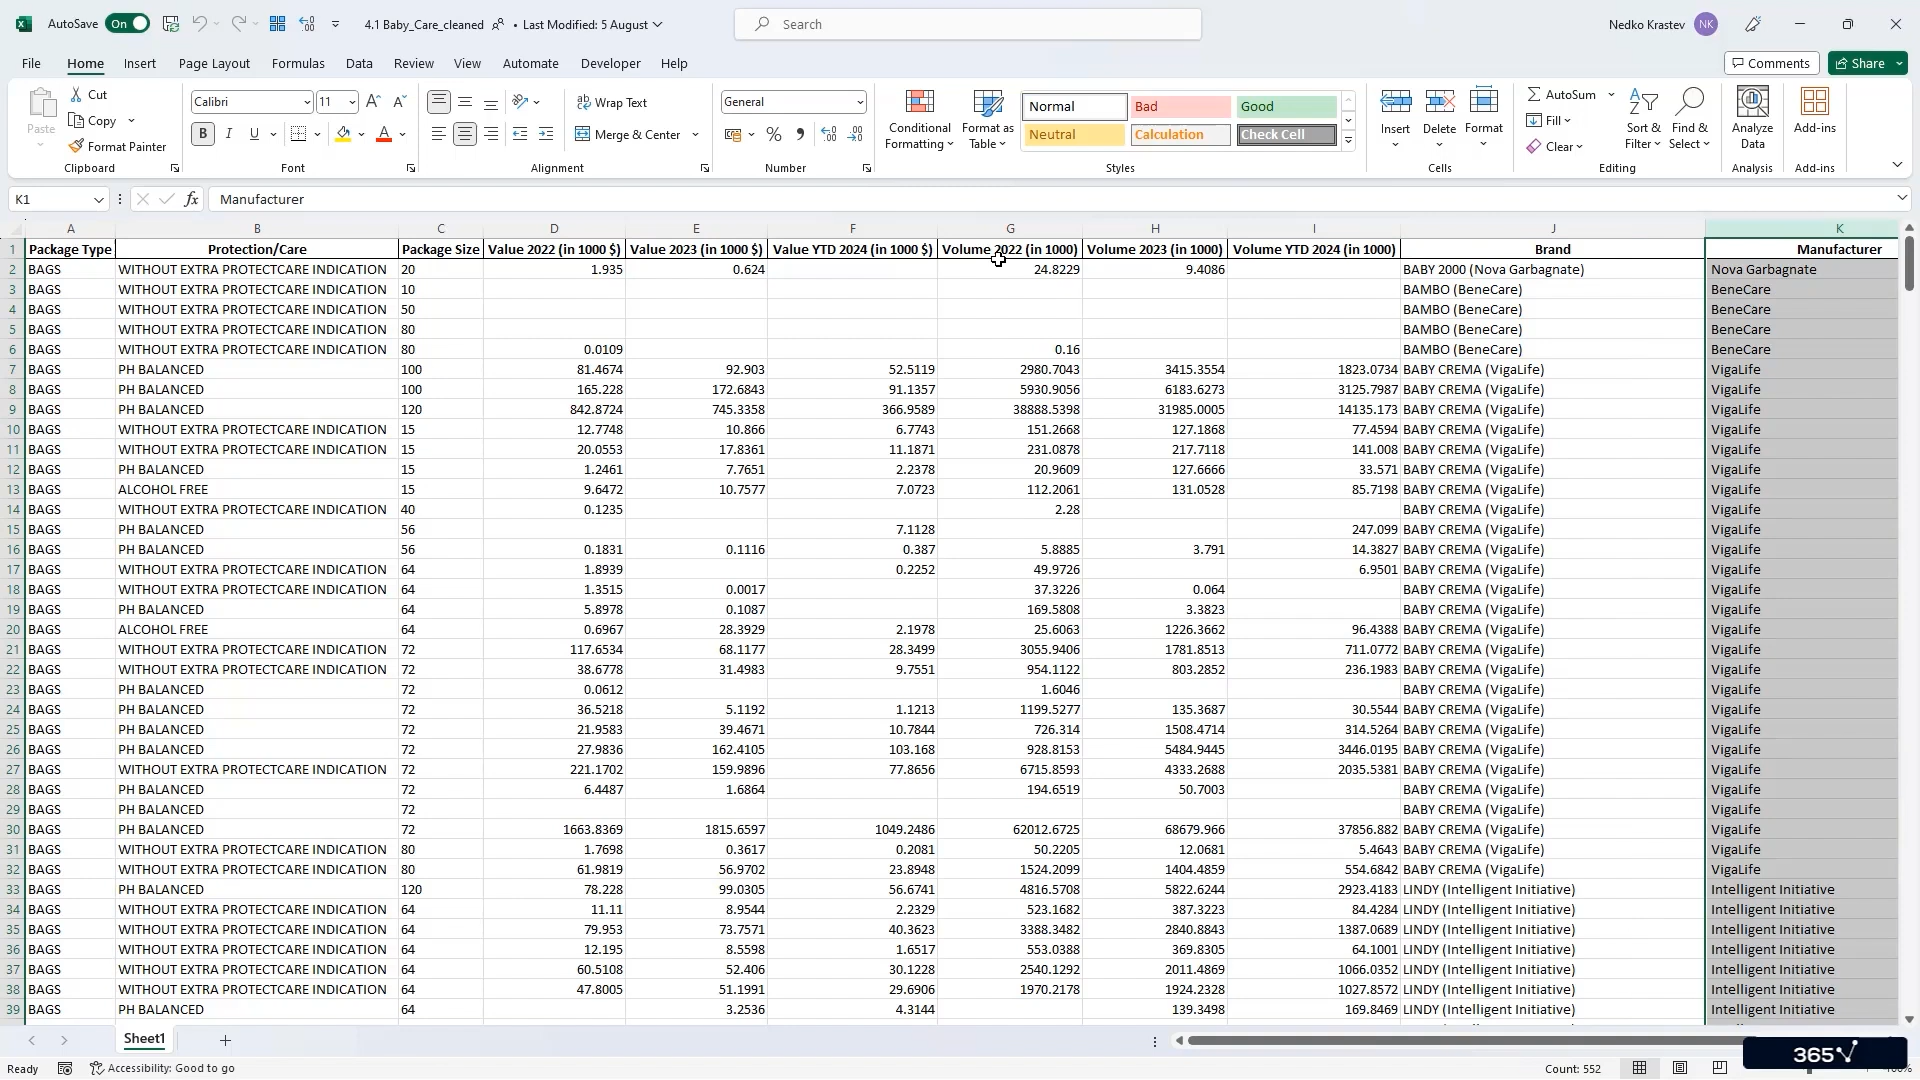 AutoSave On 4.1 Baby_Care_cleaned • Last Modified: 5 August Search Nedko Krastev NK
File Home Insert Page Layout Formulas Data Review View Automate Developer Help Comments Share
Paste Cut Copy Format Painter Clipboard
Calibri 11 B I U A Font
Wrap Text Merge & Center Alignment
General % Number
Conditional Formatting Format as Table Normal Bad Good Neutral Calculation Check Cell Styles
Insert Delete Format Cells
AutoSum Fill Clear Sort & Filter Find & Select Editing
Analyze Data Analysis Add-ins Add-ins
K1 fx Manufacturer
A B C D E F G H I J K
1 Package Type Protection/Care Package Size Value 2022 (in 1000 $) Value 2023 (in 1000 $) Value YTD 2024 (in 1000 $) Volume 2022 (in 1000) Volume 2023 (in 1000) Volume YTD 2024 (in 1000) Brand Manufacturer
2 BAGS WITHOUT EXTRA PROTECTCARE INDICATION 20 1.935 0.624 24.8229 9.4086 BABY 2000 (Nova Garbagnate) Nova Garbagnate
3 BAGS WITHOUT EXTRA PROTECTCARE INDICATION 10 BAMBO (BeneCare) BeneCare
4 BAGS WITHOUT EXTRA PROTECTCARE INDICATION 50 BAMBO (BeneCare) BeneCare
5 BAGS WITHOUT EXTRA PROTECTCARE INDICATION 80 BAMBO (BeneCare) BeneCare
6 BAGS WITHOUT EXTRA PROTECTCARE INDICATION 80 0.0109 0.16 BAMBO (BeneCare) BeneCare
7 BAGS PH BALANCED 100 81.4674 92.903 52.5119 2980.7043 3415.3554 1823.0734 BABY CREMA (VigaLife) VigaLife
8 BAGS PH BALANCED 100 165.228 172.6843 91.1357 5930.9056 6183.6273 3125.7987 BABY CREMA (VigaLife) VigaLife
9 BAGS PH BALANCED 120 842.8724 745.3358 366.9589 38888.5398 31985.0005 14135.173 BABY CREMA (VigaLife) VigaLife
10 BAGS WITHOUT EXTRA PROTECTCARE INDICATION 15 12.7748 10.866 6.7743 151.2668 127.1868 77.4594 BABY CREMA (VigaLife) VigaLife
11 BAGS WITHOUT EXTRA PROTECTCARE INDICATION 15 20.0553 17.8361 11.1871 231.0878 217.7118 141.008 BABY CREMA (VigaLife) VigaLife
12 BAGS PH BALANCED 15 1.2461 7.7651 2.2378 20.9609 127.6666 33.571 BABY CREMA (VigaLife) VigaLife
13 BAGS ALCOHOL FREE 15 9.6472 10.7577 7.0723 112.2061 131.0528 85.7198 BABY CREMA (VigaLife) VigaLife
14 BAGS WITHOUT EXTRA PROTECTCARE INDICATION 40 0.1235 2.28 BABY CREMA (VigaLife) VigaLife
15 BAGS PH BALANCED 56 7.1128 247.099 BABY CREMA (VigaLife) VigaLife
16 BAGS PH BALANCED 56 0.1831 0.1116 0.387 5.8885 3.791 14.3827 BABY CREMA (VigaLife) VigaLife
17 BAGS WITHOUT EXTRA PROTECTCARE INDICATION 64 1.8939 0.2252 49.9726 6.9501 BABY CREMA (VigaLife) VigaLife
18 BAGS WITHOUT EXTRA PROTECTCARE INDICATION 64 1.3515 0.0017 37.3226 0.064 BABY CREMA (VigaLife) VigaLife
19 BAGS PH BALANCED 64 5.8978 0.1087 169.5808 3.3823 BABY CREMA (VigaLife) VigaLife
20 BAGS ALCOHOL FREE 64 0.6967 28.3929 2.1978 25.6063 1226.3662 96.4388 BABY CREMA (VigaLife) VigaLife
21 BAGS WITHOUT EXTRA PROTECTCARE INDICATION 72 117.6534 68.1177 28.3499 3055.9406 1781.8513 711.0772 BABY CREMA (VigaLife) VigaLife
22 BAGS WITHOUT EXTRA PROTECTCARE INDICATION 72 38.6778 31.4983 9.7551 954.1122 803.2852 236.1983 BABY CREMA (VigaLife) VigaLife
23 BAGS PH BALANCED 72 0.0612 1.6046 BABY CREMA (VigaLife) VigaLife
24 BAGS PH BALANCED 72 36.5218 5.1192 1.1213 1199.5277 135.3687 30.5544 BABY CREMA (VigaLife) VigaLife
25 BAGS PH BALANCED 72 21.9583 39.4671 10.7844 726.314 1508.4714 314.5264 BABY CREMA (VigaLife) VigaLife
26 BAGS PH BALANCED 72 27.9836 162.4105 103.168 928.8153 5484.9445 3446.0195 BABY CREMA (VigaLife) VigaLife
27 BAGS WITHOUT EXTRA PROTECTCARE INDICATION 72 221.1702 159.9896 77.8656 6715.8593 4333.2688 2035.5381 BABY CREMA (VigaLife) VigaLife
28 BAGS PH BALANCED 72 6.4487 1.6864 194.6519 50.7003 BABY CREMA (VigaLife) VigaLife
29 BAGS PH BALANCED 72 BABY CREMA (VigaLife) VigaLife
30 BAGS PH BALANCED 72 1663.8369 1815.6597 1049.2486 62012.6725 68679.966 37856.882 BABY CREMA (VigaLife) VigaLife
31 BAGS WITHOUT EXTRA PROTECTCARE INDICATION 80 1.7698 0.3617 0.2081 50.2205 12.0681 5.4643 BABY CREMA (VigaLife) VigaLife
32 BAGS WITHOUT EXTRA PROTECTCARE INDICATION 80 61.9819 56.9702 23.8948 1524.2099 1404.4859 554.6842 BABY CREMA (VigaLife) VigaLife
33 BAGS PH BALANCED 120 78.228 99.0305 56.6741 4816.5708 5822.6244 2923.4183 LINDY (Intelligent Initiative) Intelligent Initiative
34 BAGS WITHOUT EXTRA PROTECTCARE INDICATION 64 11.11 8.9544 2.2329 523.1682 387.3223 84.4284 LINDY (Intelligent Initiative) Intelligent Initiative
35 BAGS WITHOUT EXTRA PROTECTCARE INDICATION 64 79.953 73.7571 40.3623 3388.3482 2840.8843 1387.0689 LINDY (Intelligent Initiative) Intelligent Initiative
36 BAGS WITHOUT EXTRA PROTECTCARE INDICATION 64 12.195 8.5598 1.6517 553.0388 369.8305 64.1001 LINDY (Intelligent Initiative) Intelligent Initiative
37 BAGS WITHOUT EXTRA PROTECTCARE INDICATION 64 60.5108 52.406 30.1228 2540.1292 2011.4869 1066.0352 LINDY (Intelligent Initiative) Intelligent Initiative
38 BAGS WITHOUT EXTRA PROTECTCARE INDICATION 64 47.8005 51.1991 29.6906 1970.2178 1924.2328 1027.8572 LINDY (Intelligent Initiative) Intelligent Initiative
39 BAGS PH BALANCED 64 3.2536 4.3144 139.3498 169.8469 LINDY (Intelligent Initiative) Intelligent Initiative
Sheet1
Ready Accessibility: Good to go Count: 552
365